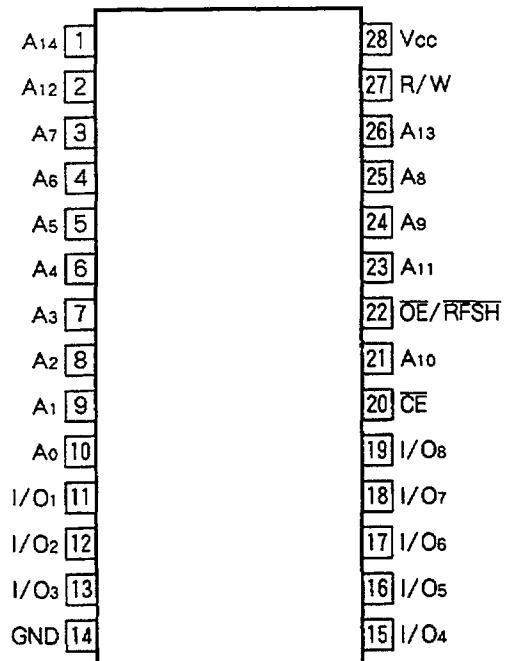 A14 1 28 Vcc
A12 2 27 R/W
A7 3 26 A13
A6 4 25 A8
A5 5 24 A9
A4 6 23 A11
A3 7 22 OE/RFSH
A2 8 21 A10
A1 9 20 CE
A0 10 19 I/O8
I/O1 11 18 I/O7
I/O2 12 17 I/O6
I/O3 13 16 I/O5
GND 14 15 I/O4